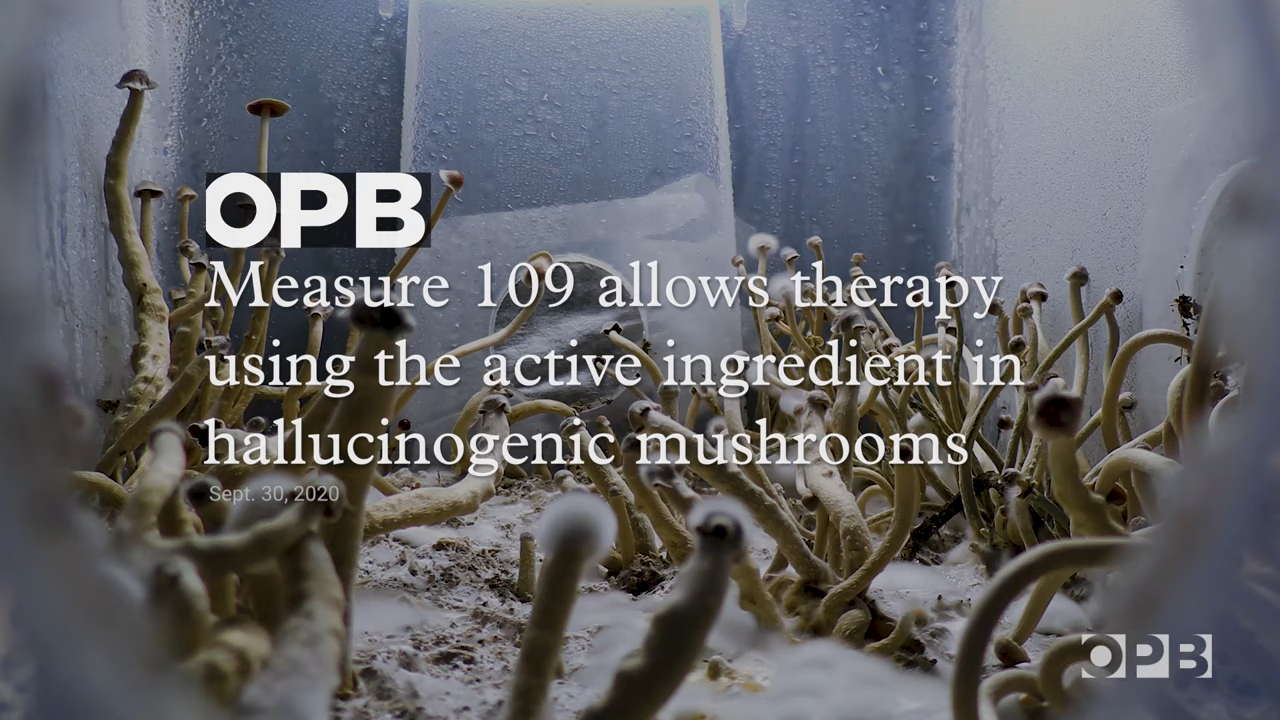 OPB
Measure 109 allows therapy
using the active ingredient in
hallucinogenic mushrooms
Sept. 30, 2020
OPB